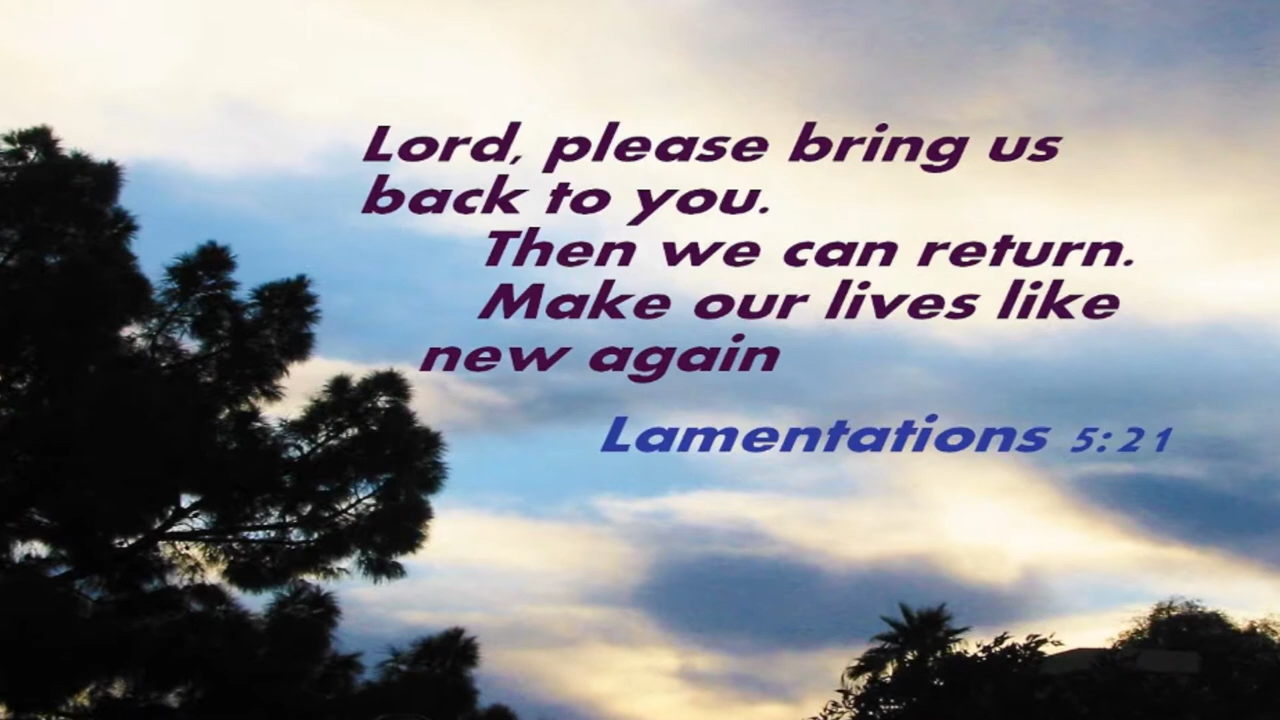 Lord, please bring us
back to you.
Then we can return.
Make our lives like
new again
Lamentations 5:21